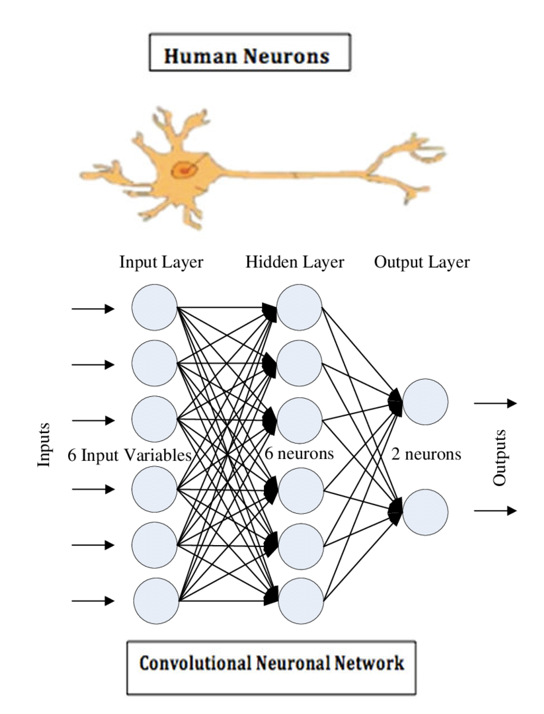 Human Neurons
Input Layer Hidden Layer Output Layer
Inputs
6 Input Variables 6 neurons 2 neurons
Outputs
Convolutional Neuronal Network